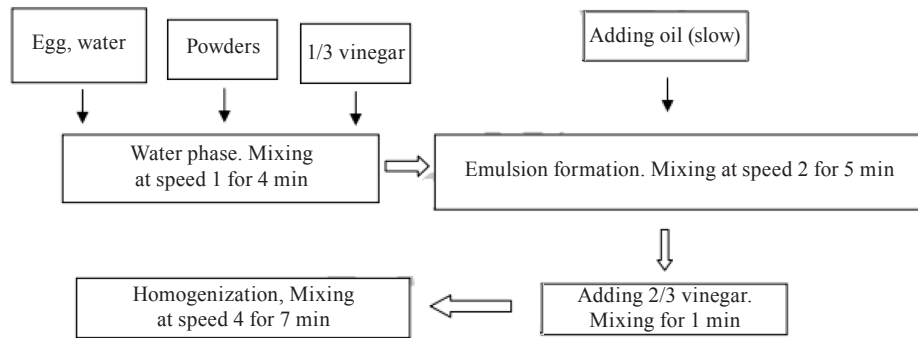 Egg, water
Powders
1/3 vinegar
Adding oil (slow)
Water phase. Mixing
at speed 1 for 4 min
Emulsion formation. Mixing at speed 2 for 5 min
Adding 2/3 vinegar.
Mixing for 1 min
Homogenization, Mixing
at speed 4 for 7 min